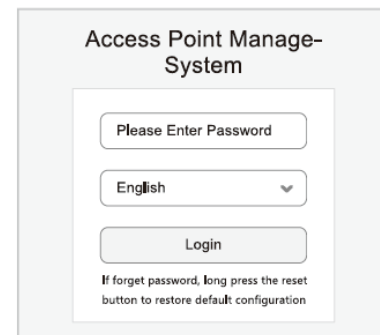 Access Point Manage-
System
Please Enter Password
English
Login
If forget password, long press the reset
button to restore default configuration